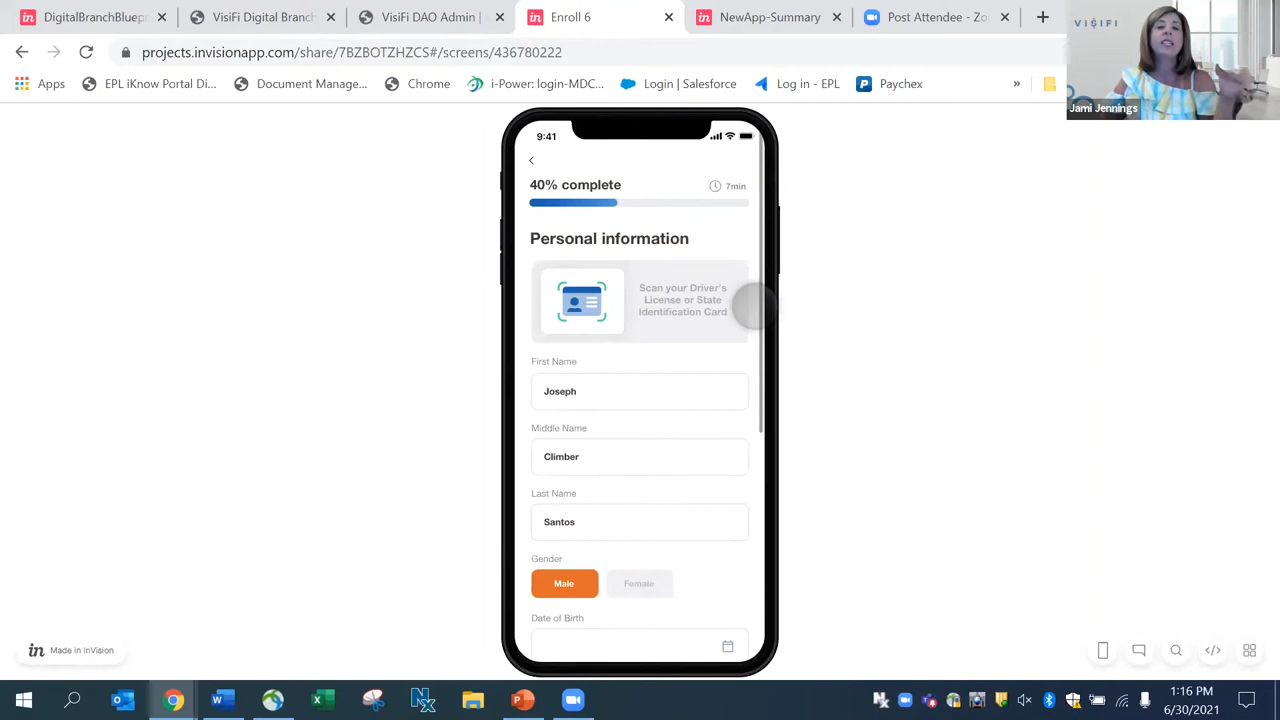 DigitalBranchBluep
VisiFi Digital Branch
VisiFi DAO Admin
Enroll 6
NewApp-Summary
Post Attendee - Zo
projects.invisionapp.com/share/7BZBOTZHZCS#/screens/436780222
Apps
EPL iKnow Portal Di...
Document Manage...
Chrome
i-Power: login-MDC...
Login | Salesforce
Log in - EPL
Paychex
»
VISIFI
Jami Jennings
9:41
40% complete
7min
Personal information
Scan your Driver's
License or State
Identification Card
First Name
Joseph
Middle Name
Climber
Last Name
Santos
Gender
Male
Female
Date of Birth
in Made in InVision
1:16 PM
6/30/2021